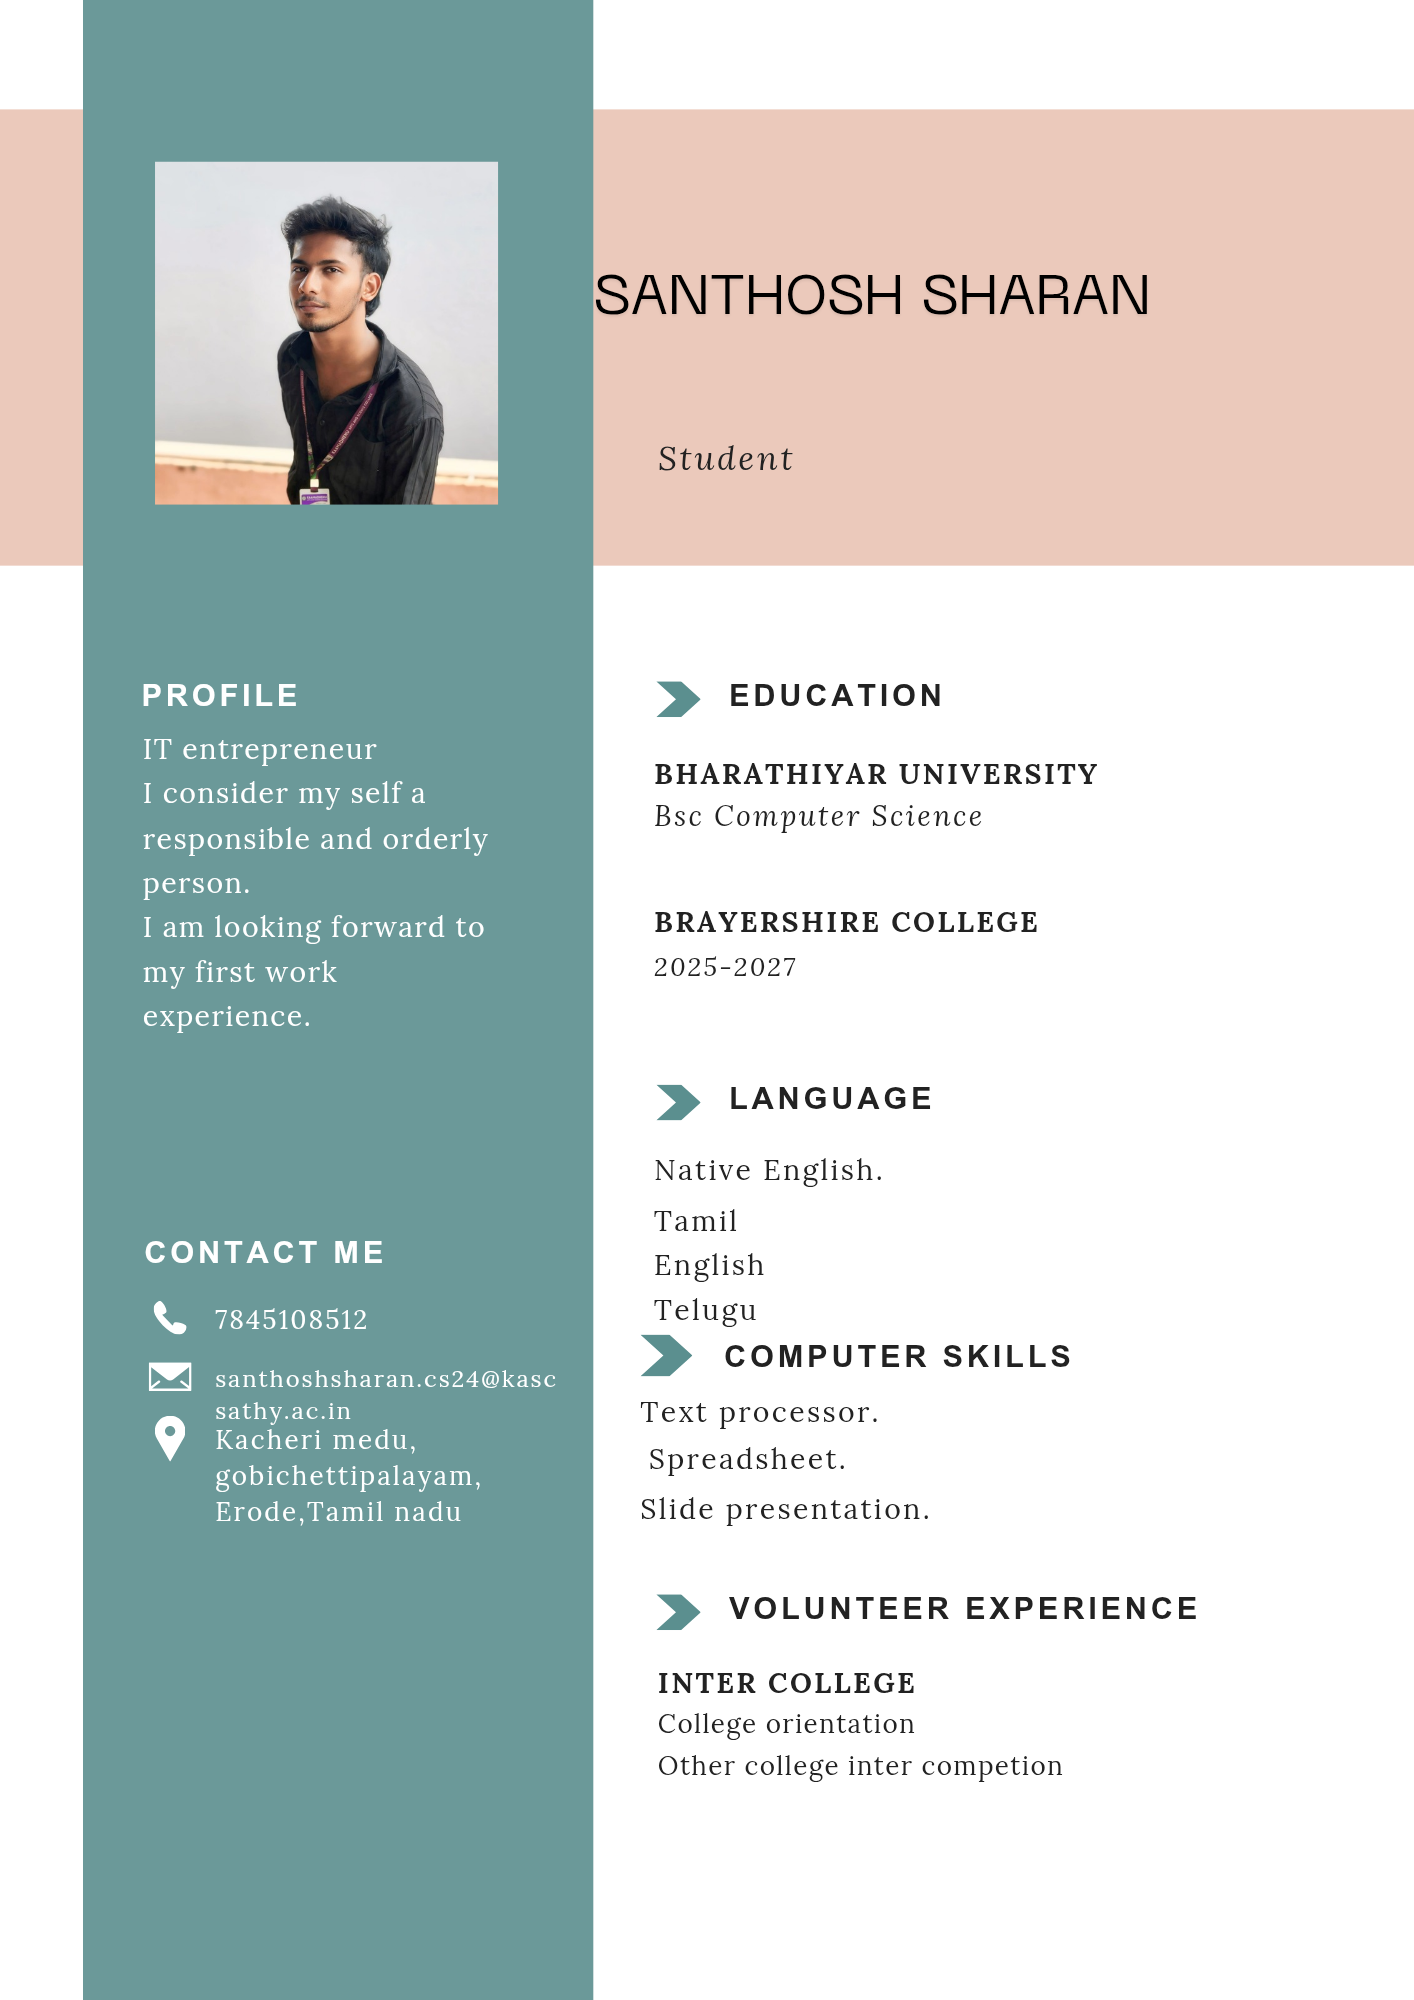 SANTHOSH SHARAN
Student
PROFILE
IT entrepreneur
I consider my self a
responsible and orderly
person.
I am looking forward to
my first work
experience.
CONTACT ME
7845108512
santhoshsharan.cs24@kasc
sathy.ac.in
Kacheri medu,
gobichettipalayam,
Erode,Tamil nadu
EDUCATION
BHARATHIYAR UNIVERSITY
Bsc Computer Science
BRAYERSHIRE COLLEGE
2025-2027
LANGUAGE
Native English.
Tamil
English
Telugu
COMPUTER SKILLS
Text processor.
Spreadsheet.
Slide presentation.
VOLUNTEER EXPERIENCE
INTER COLLEGE
College orientation
Other college inter competion